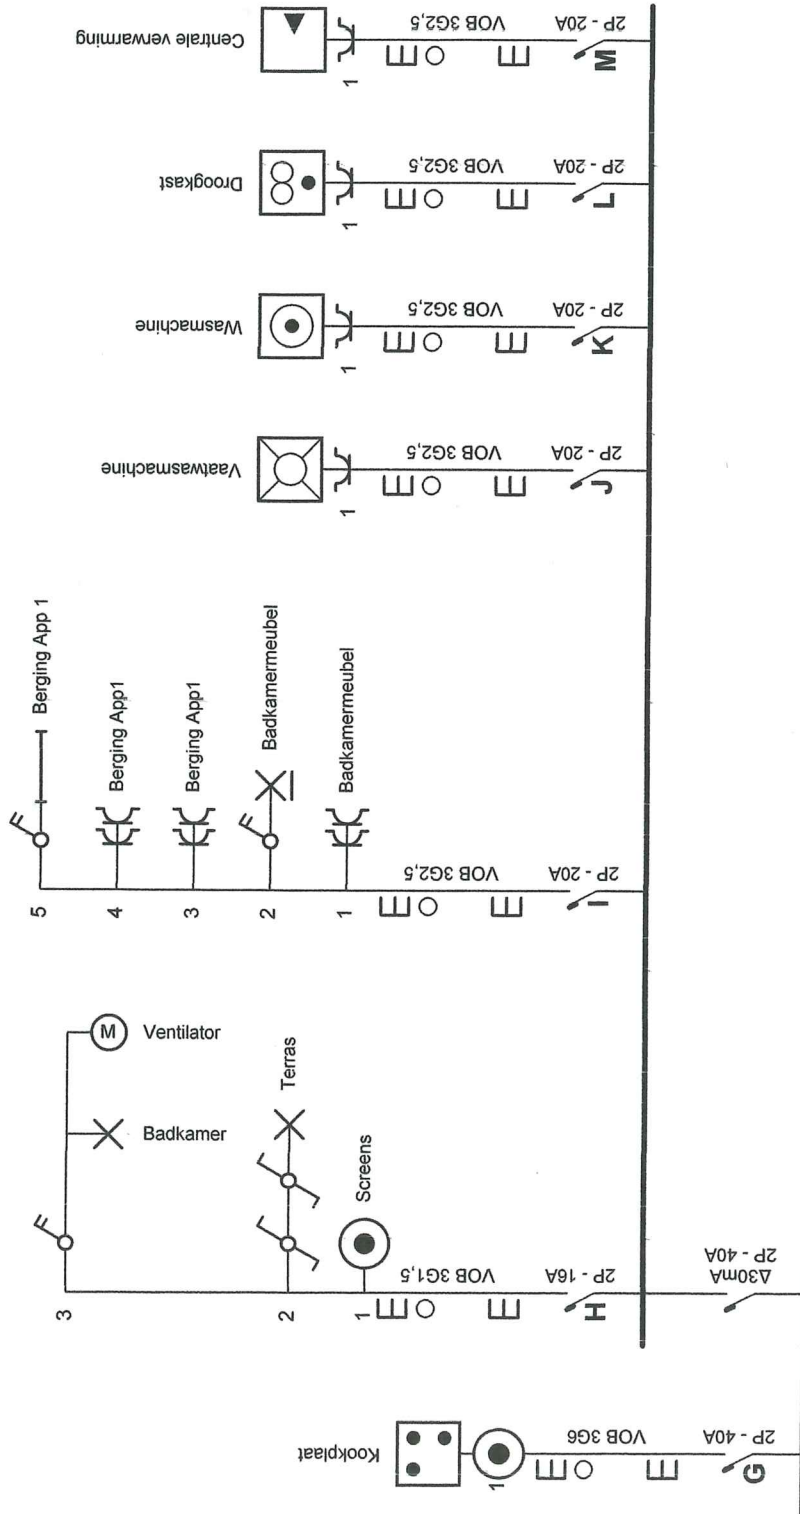 Kookplaat
1
VOB 3G6
2P - 40A
G
3
M
Ventilator
Badkamer
2
Terras
1
Screens
VOB 3G1,5
2P - 16A
H
Δ30mA
2P - 40A
5
Berging App 1
4
Berging App1
3
Berging App1
2
Badkamermeubel
1
Badkamermeubel
VOB 3G2,5
2P - 20A
I
Vaatwasmachine
1
VOB 3G2,5
2P - 20A
J
Wasmachine
1
VOB 3G2,5
2P - 20A
K
Droogkast
1
VOB 3G2,5
2P - 20A
L
Centrale verwarming
1
VOB 3G2,5
2P - 20A
M